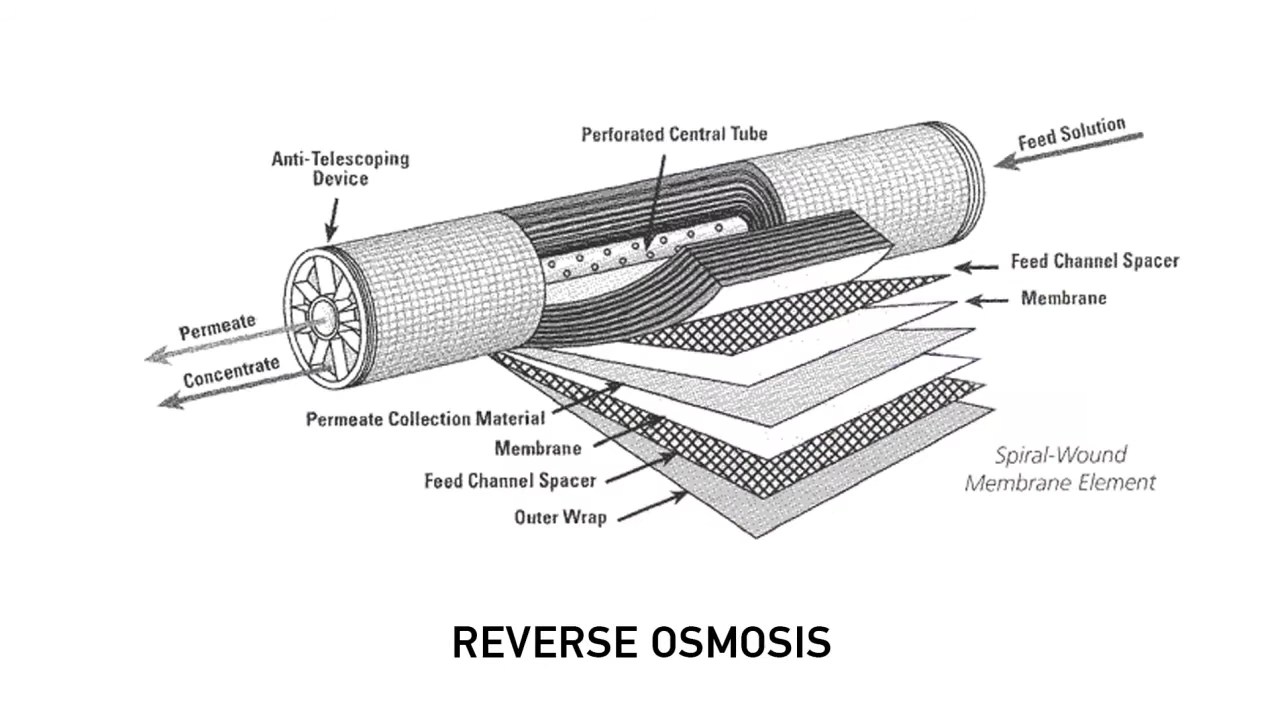 Perforated Central Tube
Feed Solution
Anti-Telescoping
Device
Feed Channel Spacer
Membrane
Permeate
Concentrate
Permeate Collection Material
Membrane
Feed Channel Spacer
Outer Wrap
Spiral-Wound
Membrane Element
REVERSE OSMOSIS